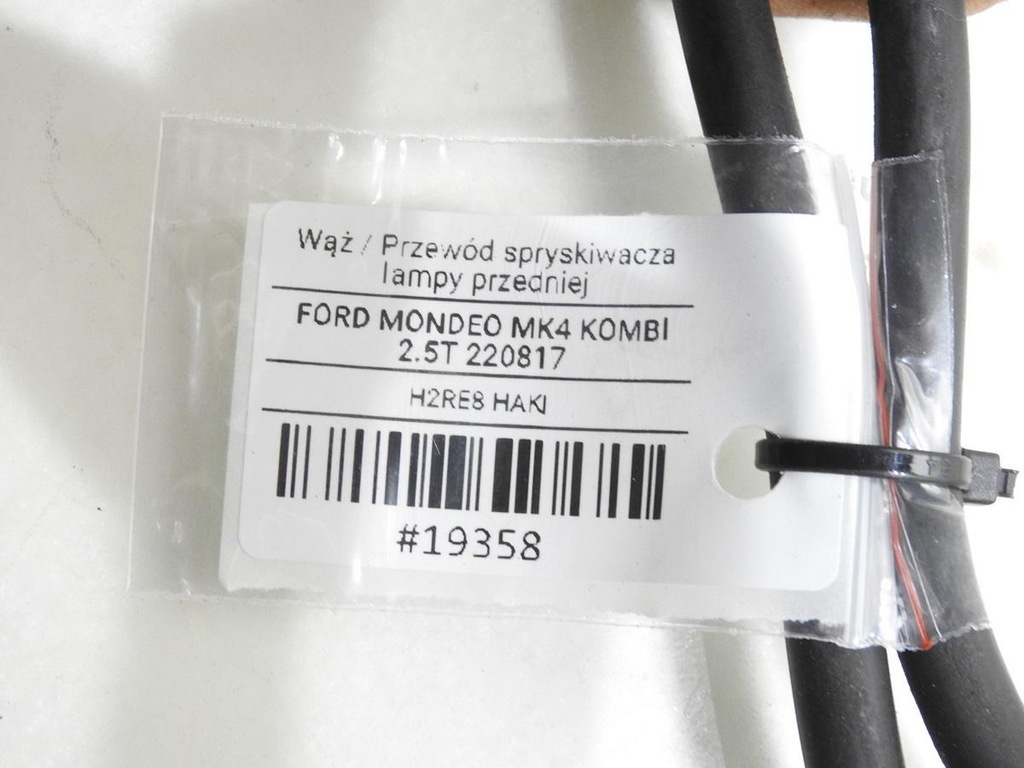 Wąż / Przewód spryskiwacza
lampy przedniej
FORD MONDEO MK4 KOMBI
2.5T 220817
H2RE8 HAKI
#19358